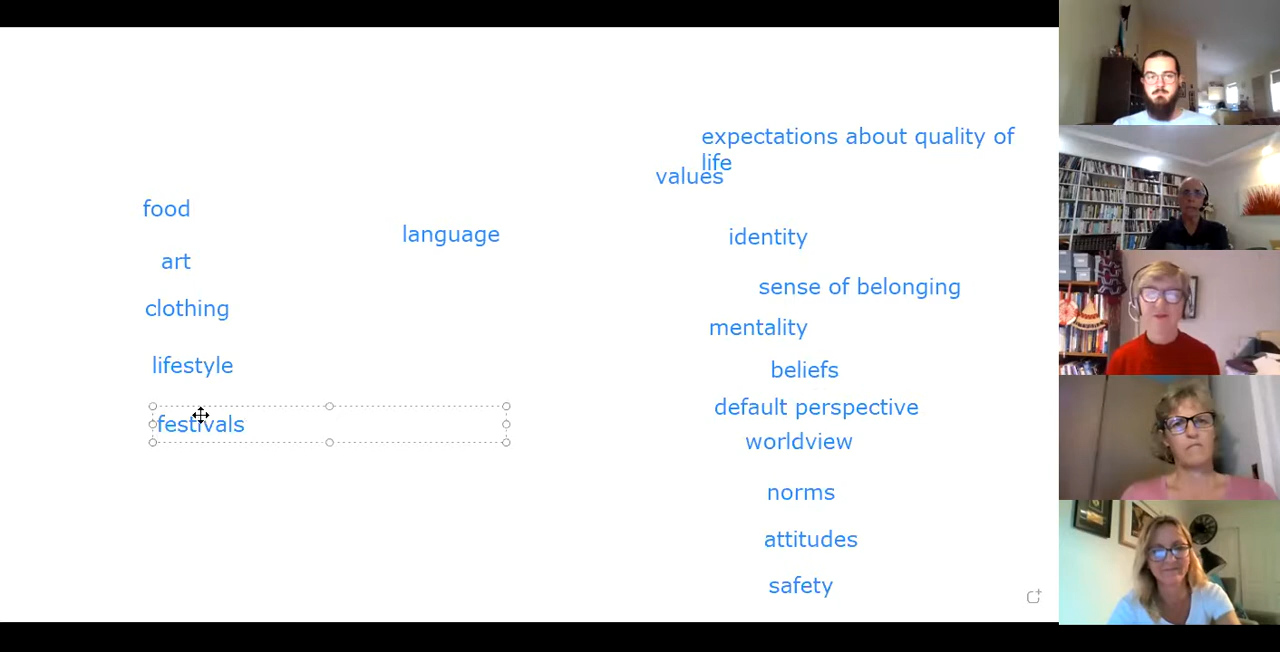 expectations about quality of
life
values
food
language
identity
art
sense of belonging
clothing
mentality
lifestyle
beliefs
default perspective
festivals
worldview
norms
attitudes
safety